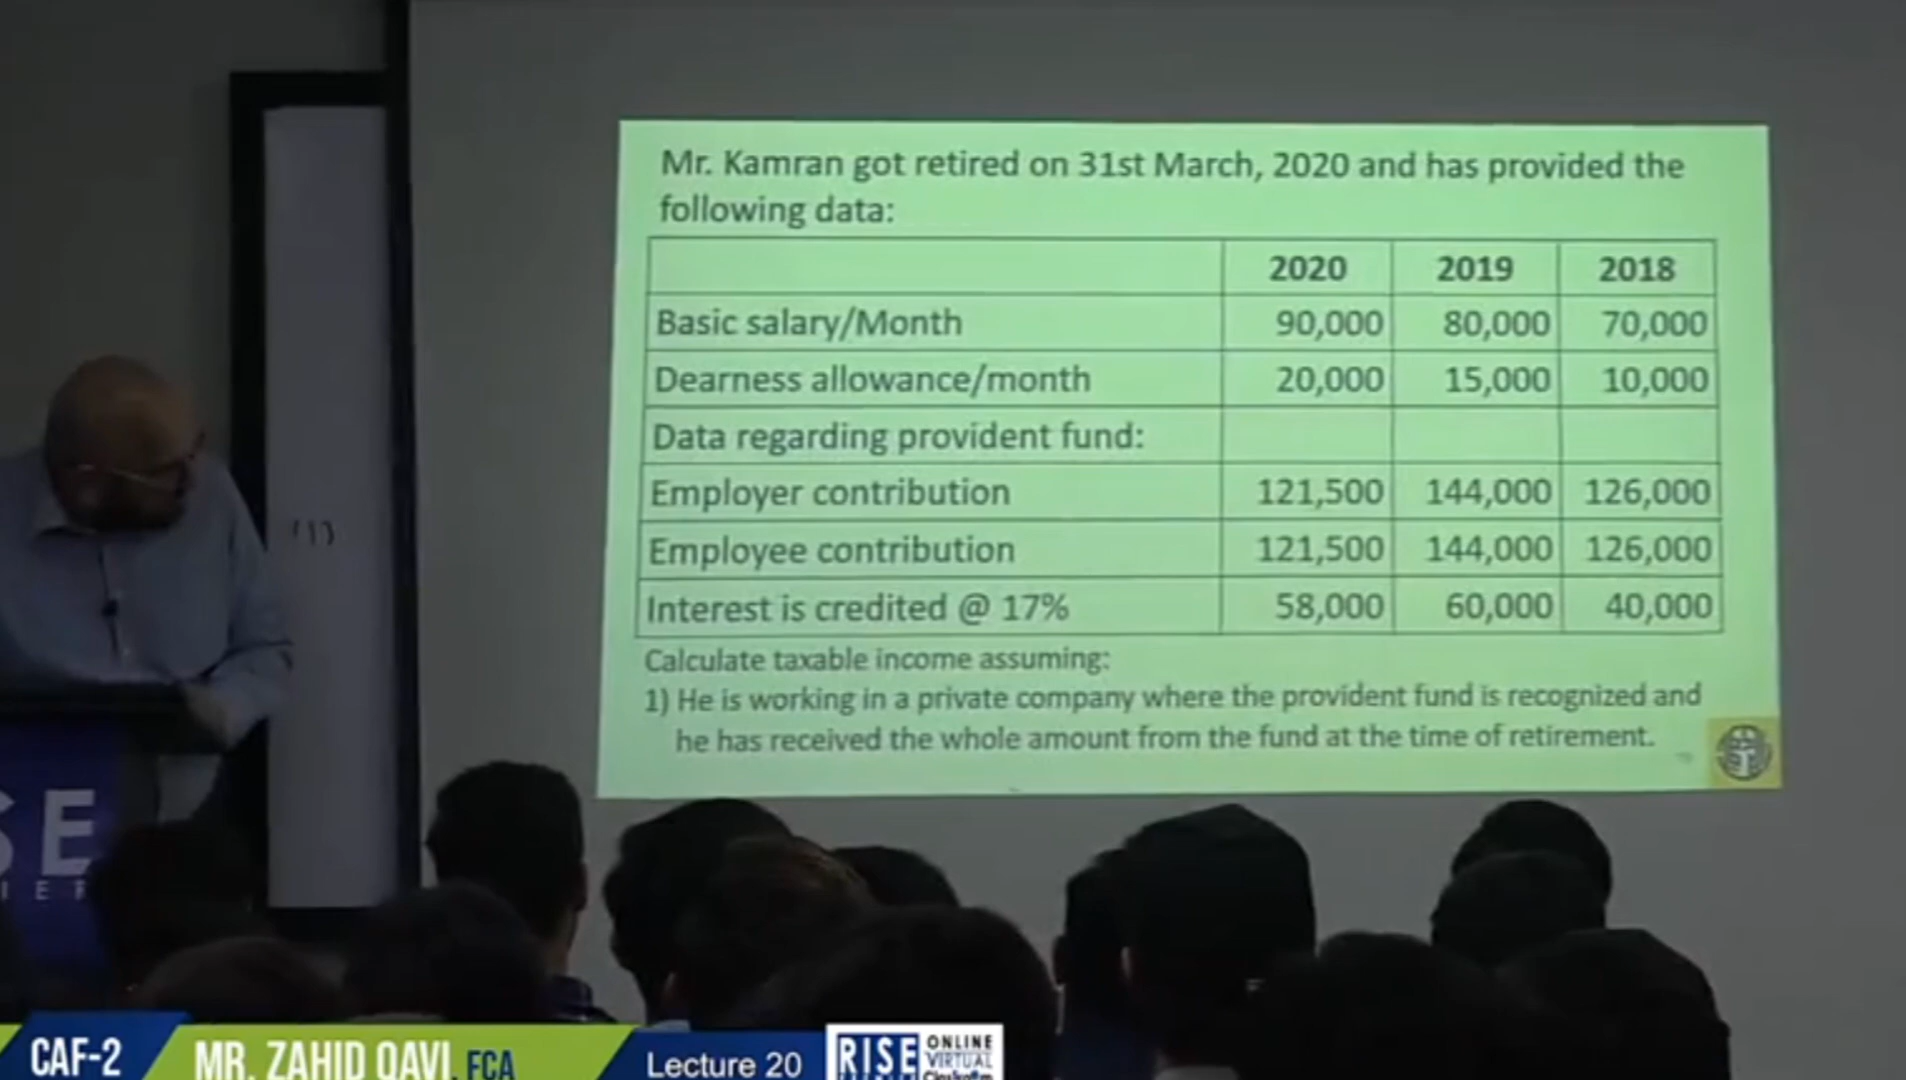 Mr. Kamran got retired on 31st March, 2020 and has provided the
following data:
2020 2019 2018
Basic salary/Month 90,000 80,000 70,000
Dearness allowance/month 20,000 15,000 10,000
Data regarding provident fund:
Employer contribution 121,500 144,000 126,000
Employee contribution 121,500 144,000 126,000
Interest is credited @ 17% 58,000 60,000 40,000
Calculate taxable income assuming:
1) He is working in a private company where the provident fund is recognized and
he has received the whole amount from the fund at the time of retirement.
(1)
SE
IER
CAF-2
MR. ZAHID QAVI, FCA
Lecture 20
RISE
ONLINE
VIRTUAL